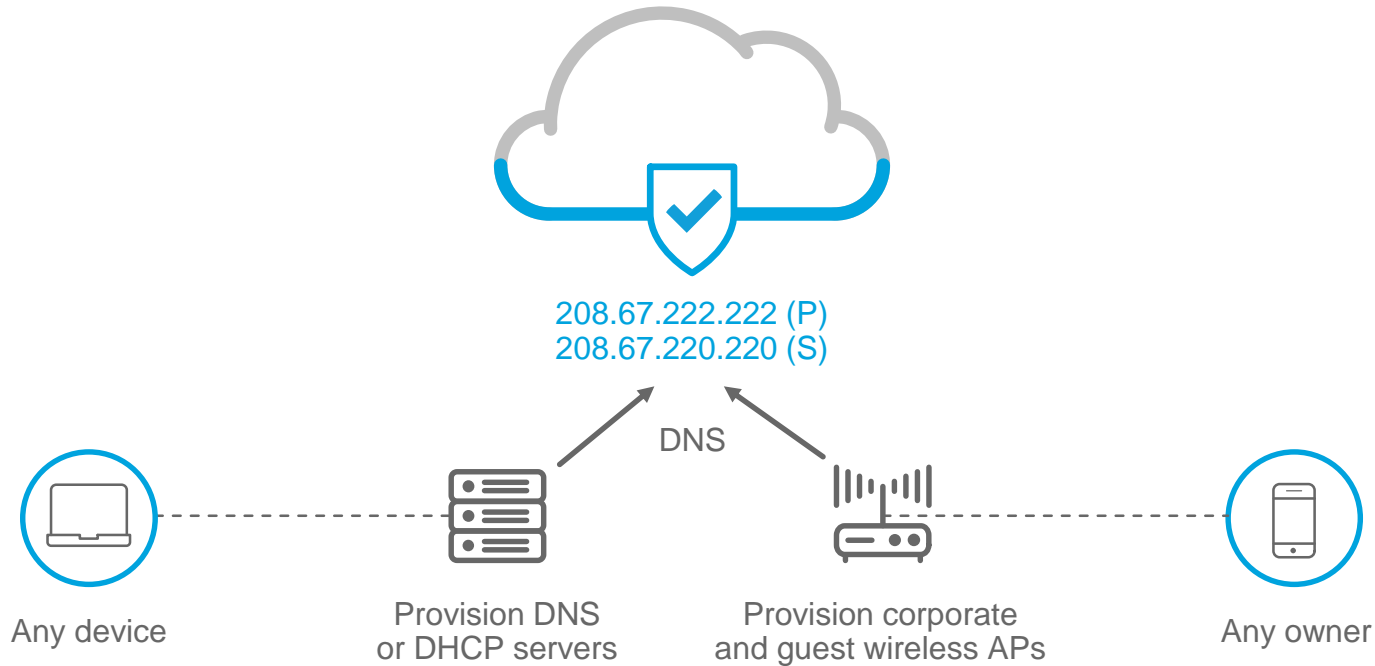 208.67.222.222 (P)
208.67.220.220 (S)
DNS
Any device
Provision DNS
or DHCP servers
Provision corporate
and guest wireless APs
Any owner